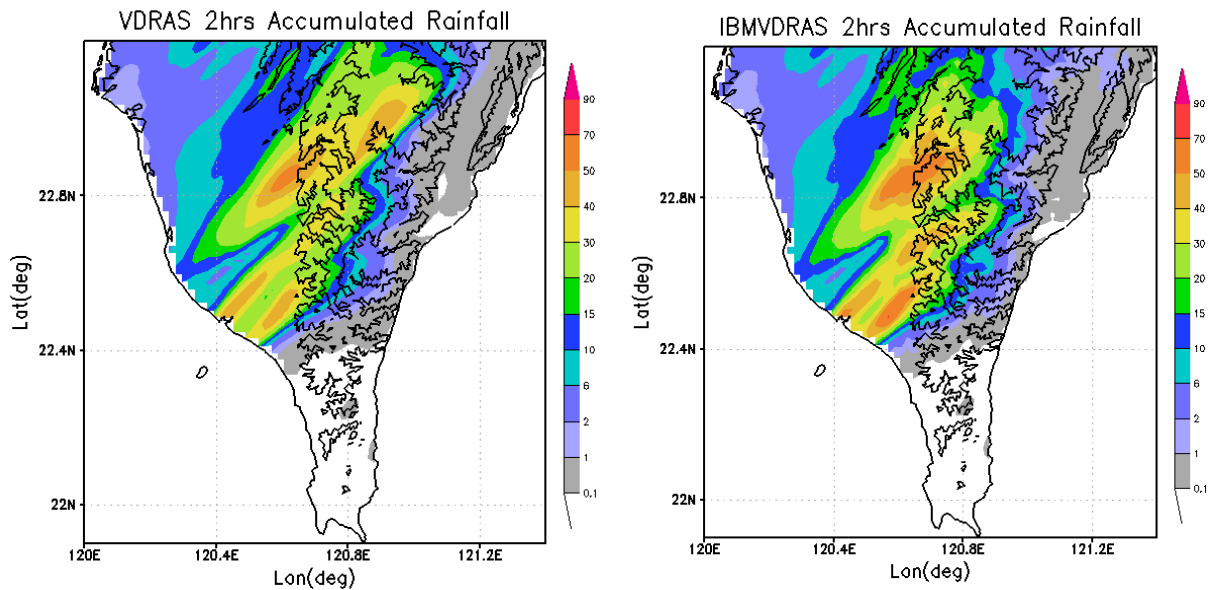 VDRAS 2hrs Accumulated Rainfall
22.8N
22.4N
22N
120E 120.4E 120.8E 121.2E
Lon(deg)
Lat(deg)
90
70
50
40
30
20
15
10
6
2
1
0.1
IBMVDRAS 2hrs Accumulated Rainfall
22.8N
22.4N
22N
120E 120.4E 120.8E 121.2E
Lon(deg)
Lat(deg)
90
70
50
40
30
20
15
10
6
2
1
0.1